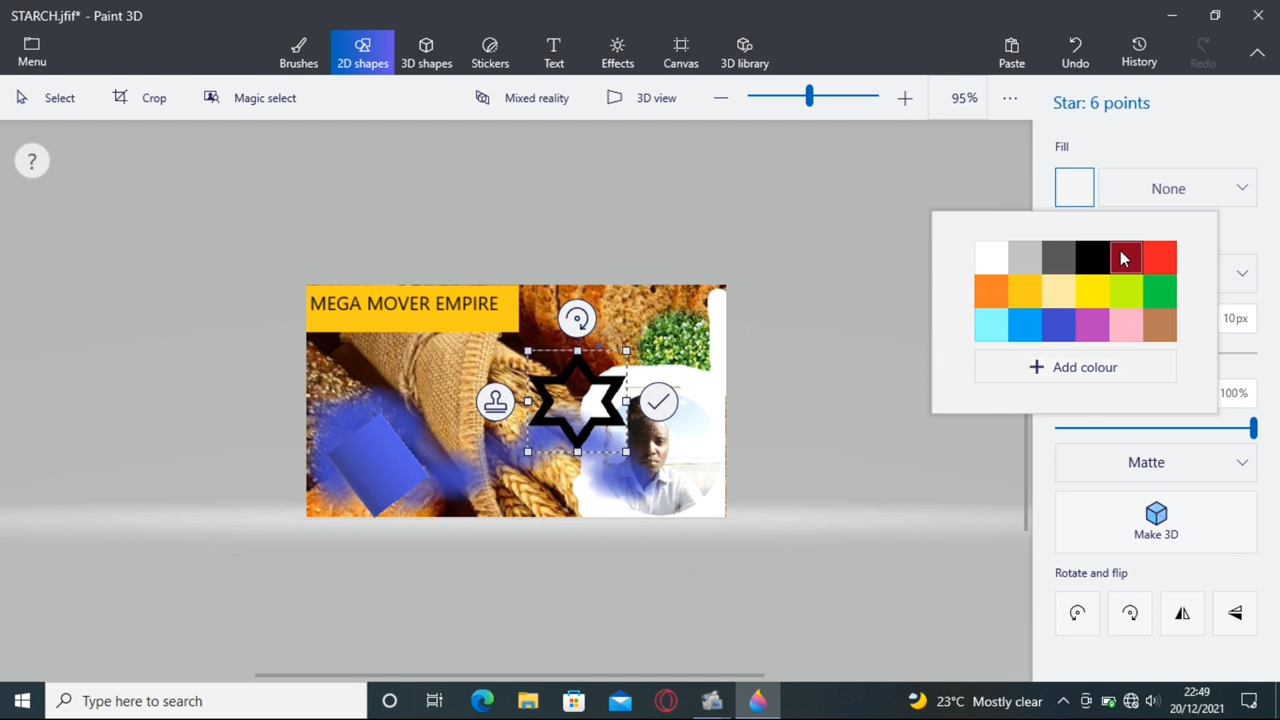 STARCH.jfif* - Paint 3D
Menu
Brushes
2D shapes
3D shapes
Stickers
Text
Effects
Canvas
3D library
Paste
Undo
History
Redo
Select
Crop
Magic select
Mixed reality
3D view
95%
Star: 6 points
?
Fill
None
10px
+ Add colour
100%
Matte
Make 3D
Rotate and flip
MEGA MOVER EMPIRE
Type here to search
23°C Mostly clear
22:49
20/12/2021